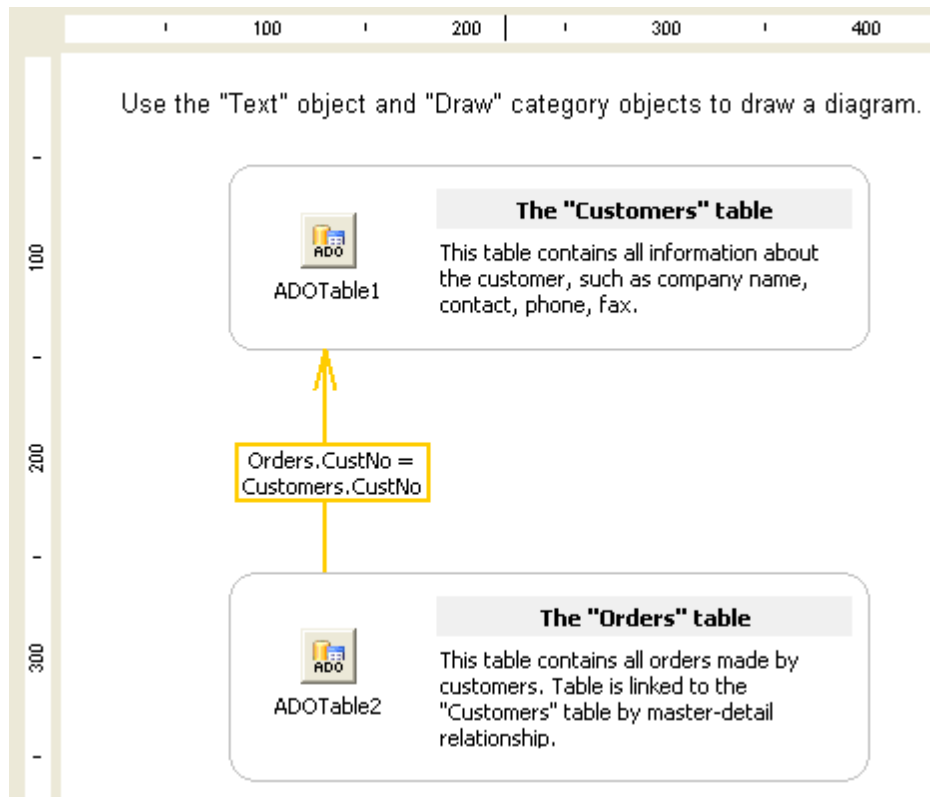 100 200 300 400
Use the "Text" object and "Draw" category objects to draw a diagram.
The "Customers" table
ADO
ADOTable1
This table contains all information about
the customer, such as company name,
contact, phone, fax.
100
Orders.CustNo =
Customers.CustNo
200
The "Orders" table
ADO
ADOTable2
This table contains all orders made by
customers. Table is linked to the
"Customers" table by master-detail
relationship.
300